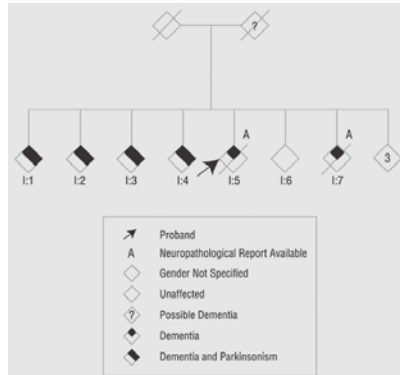 ?
A A
3
I:1 I:2 I:3 I:4 I:5 I:6 I:7
Proband
A Neuropathological Report Available
Gender Not Specified
Unaffected
? Possible Dementia
Dementia
Dementia and Parkinsonism